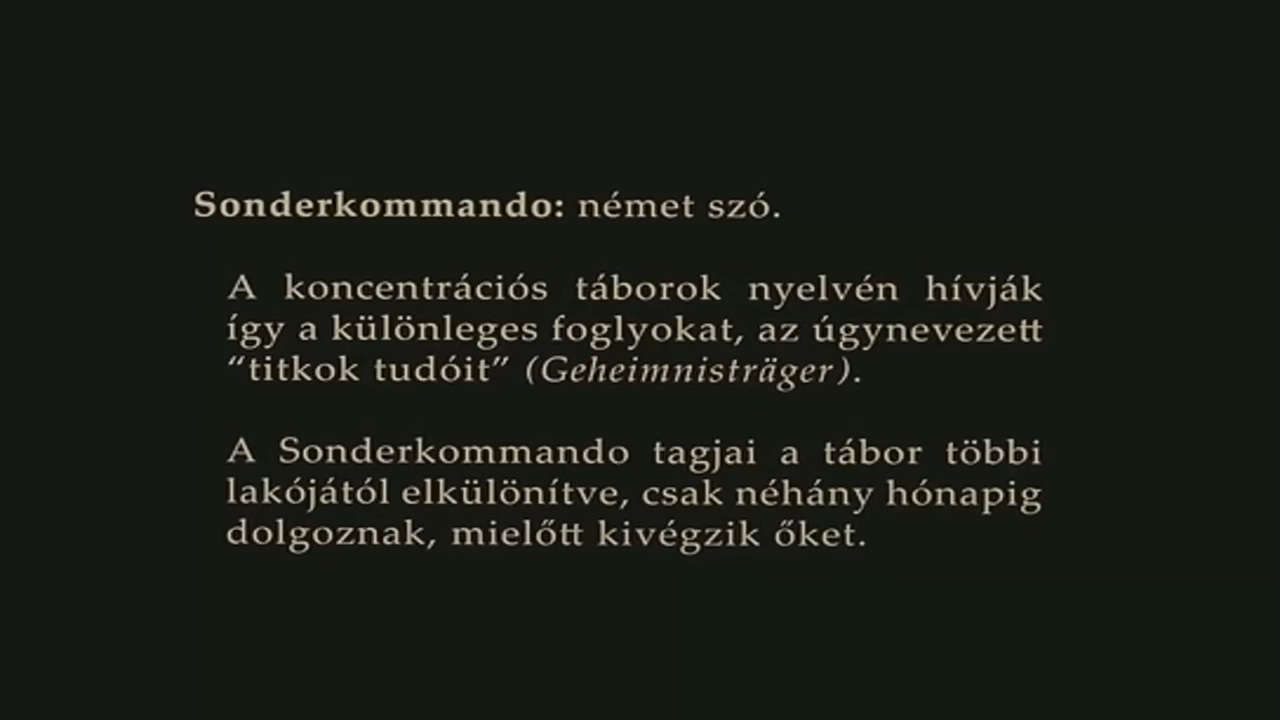 Sonderkommando: német szó.
A koncentrációs táborok nyelvén hívják
így a különleges foglyokat, az úgynevezett
“titkok tudóit” (Geheimnisträger).
A Sonderkommando tagjai a tábor többi
lakójától elkülönítve, csak néhány hónapig
dolgoznak, mielőtt kivégzik őket.